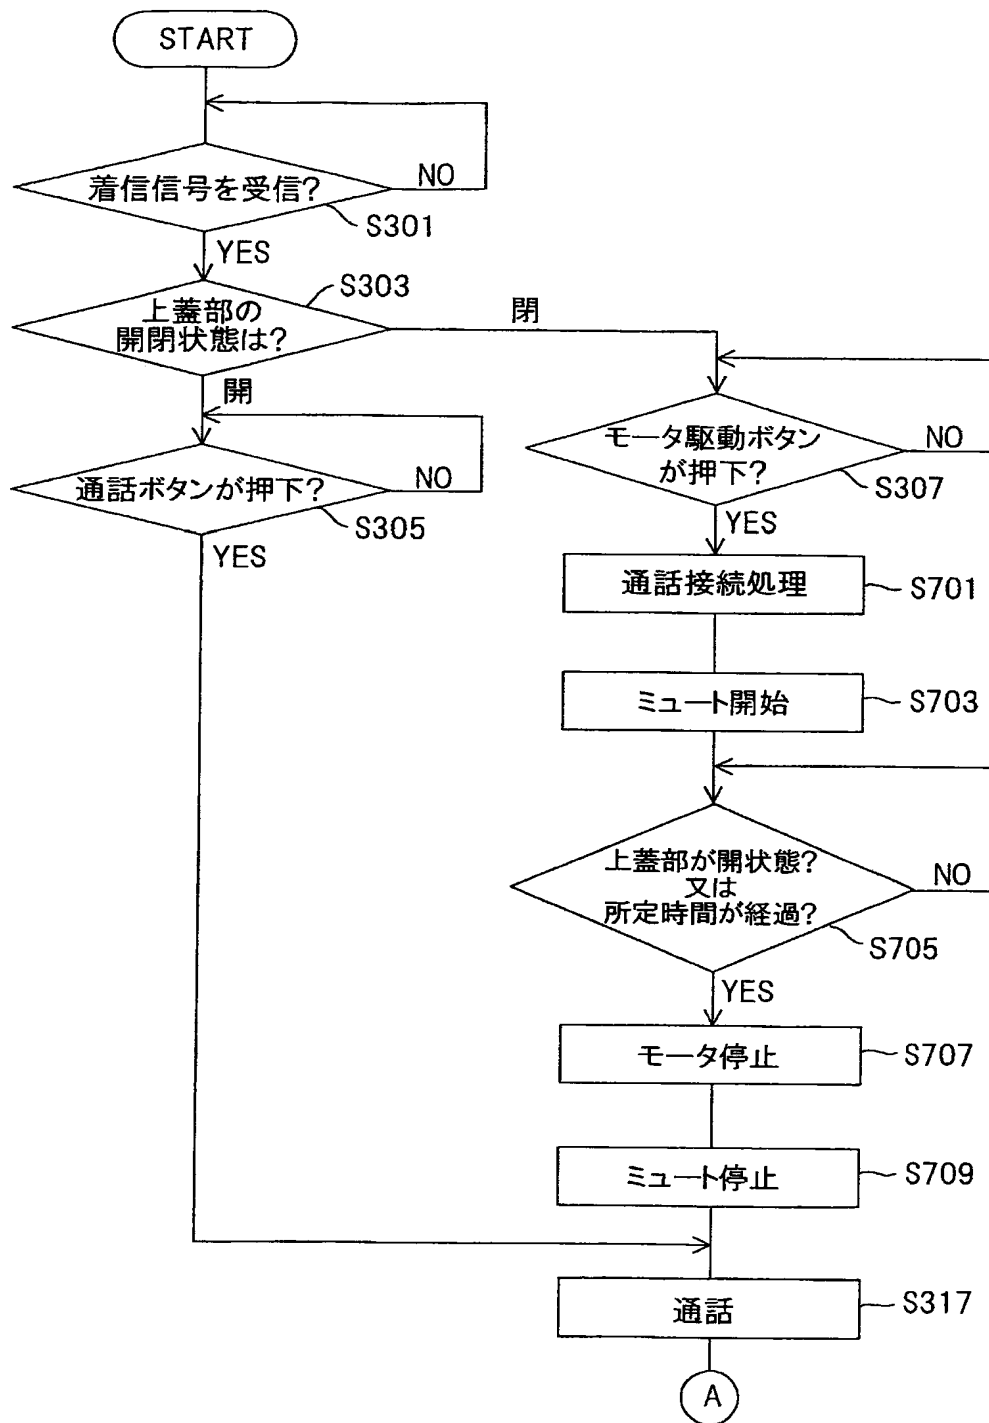 START
着信信号を受信?
NO
S301
YES
S303
上蓋部の
開閉状態は?
閉
開
モータ駆動ボタン
が押下?
NO
S307
通話ボタンが押下?
NO
S305
YES
YES
通話接続処理
S701
ミュート開始
S703
上蓋部が開状態?
又は
所定時間が経過?
NO
S705
YES
モータ停止
S707
ミュート停止
S709
通話
S317
A